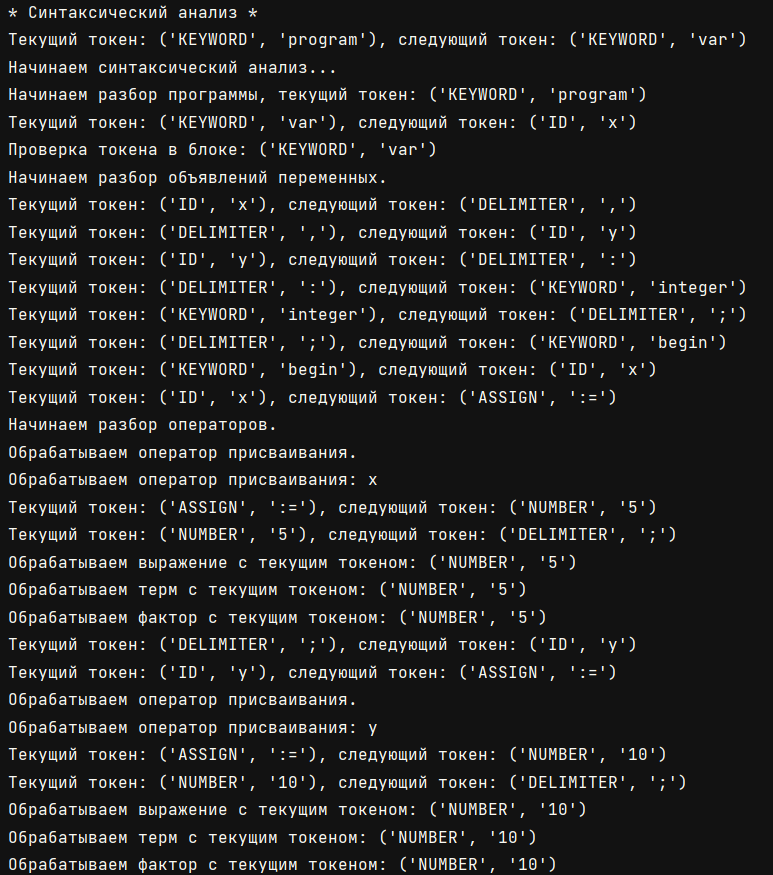 * Синтаксический анализ *
Текущий токен: ('KEYWORD', 'program'), следующий токен: ('KEYWORD', 'var')
Начинаем синтаксический анализ...
Начинаем разбор программы, текущий токен: ('KEYWORD', 'program')
Текущий токен: ('KEYWORD', 'var'), следующий токен: ('ID', 'x')
Проверка токена в блоке: ('KEYWORD', 'var')
Начинаем разбор объявлений переменных.
Текущий токен: ('ID', 'x'), следующий токен: ('DELIMITER', ',')
Текущий токен: ('DELIMITER', ','), следующий токен: ('ID', 'y')
Текущий токен: ('ID', 'y'), следующий токен: ('DELIMITER', ':')
Текущий токен: ('DELIMITER', ':'), следующий токен: ('KEYWORD', 'integer')
Текущий токен: ('KEYWORD', 'integer'), следующий токен: ('DELIMITER', ';')
Текущий токен: ('DELIMITER', ';'), следующий токен: ('KEYWORD', 'begin')
Текущий токен: ('KEYWORD', 'begin'), следующий токен: ('ID', 'x')
Текущий токен: ('ID', 'x'), следующий токен: ('ASSIGN', ':=')
Начинаем разбор операторов.
Обрабатываем оператор присваивания.
Обрабатываем оператор присваивания: x
Текущий токен: ('ASSIGN', ':='), следующий токен: ('NUMBER', '5')
Текущий токен: ('NUMBER', '5'), следующий токен: ('DELIMITER', ';')
Обрабатываем выражение с текущим токеном: ('NUMBER', '5')
Обрабатываем терм с текущим токеном: ('NUMBER', '5')
Обрабатываем фактор с текущим токеном: ('NUMBER', '5')
Текущий токен: ('DELIMITER', ';'), следующий токен: ('ID', 'y')
Текущий токен: ('ID', 'y'), следующий токен: ('ASSIGN', ':=')
Обрабатываем оператор присваивания.
Обрабатываем оператор присваивания: y
Текущий токен: ('ASSIGN', ':='), следующий токен: ('NUMBER', '10')
Текущий токен: ('NUMBER', '10'), следующий токен: ('DELIMITER', ';')
Обрабатываем выражение с текущим токеном: ('NUMBER', '10')
Обрабатываем терм с текущим токеном: ('NUMBER', '10')
Обрабатываем фактор с текущим токеном: ('NUMBER', '10')